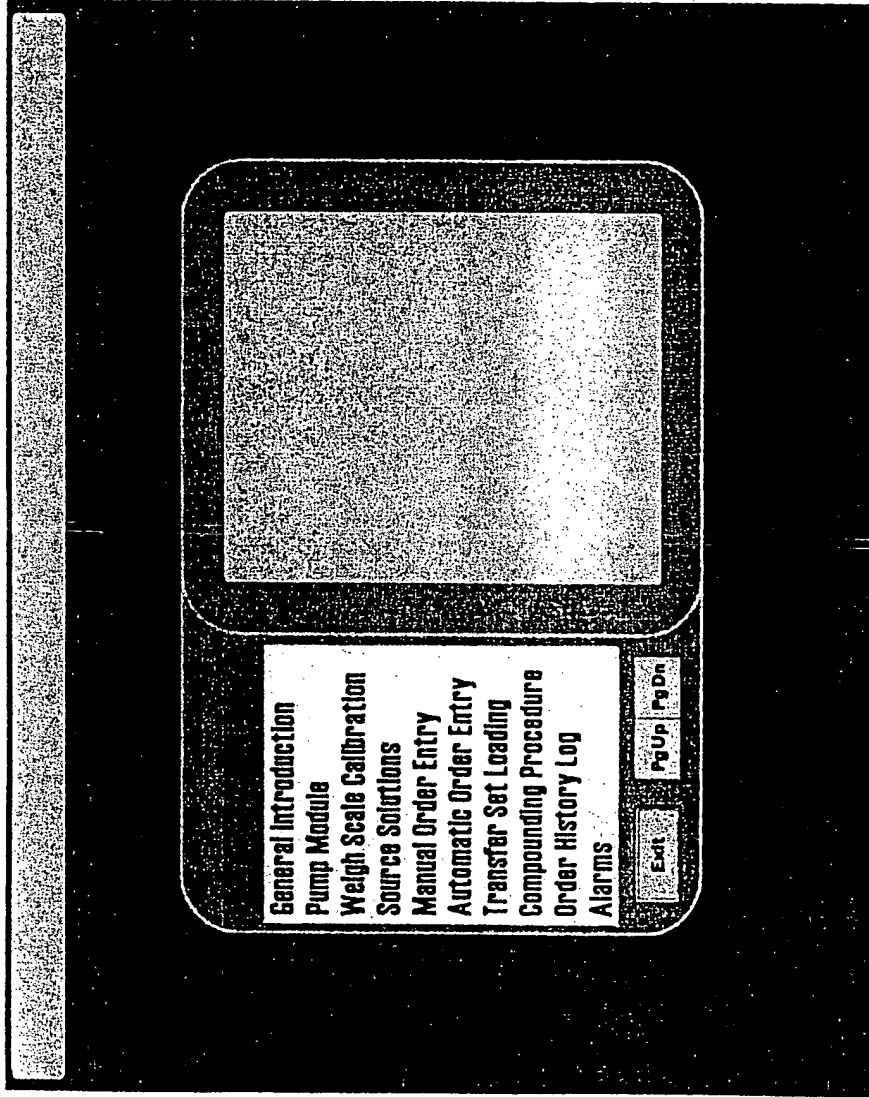 General Introduction
Pump Module
Weigh Scale Calibration
Source Solutions
Manual Order Entry
Automatic Order Entry
Transfer Set Loading
Compounding Procedure
Order History Log
Alarms
Exit
PgUp
PgDn